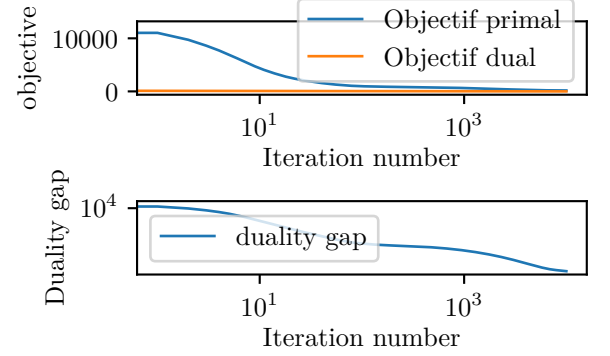 Objectif primal
Objectif dual
objective
10000
0
10^1
10^3
Iteration number
Duality gap
10^4
duality gap
10^1
10^3
Iteration number